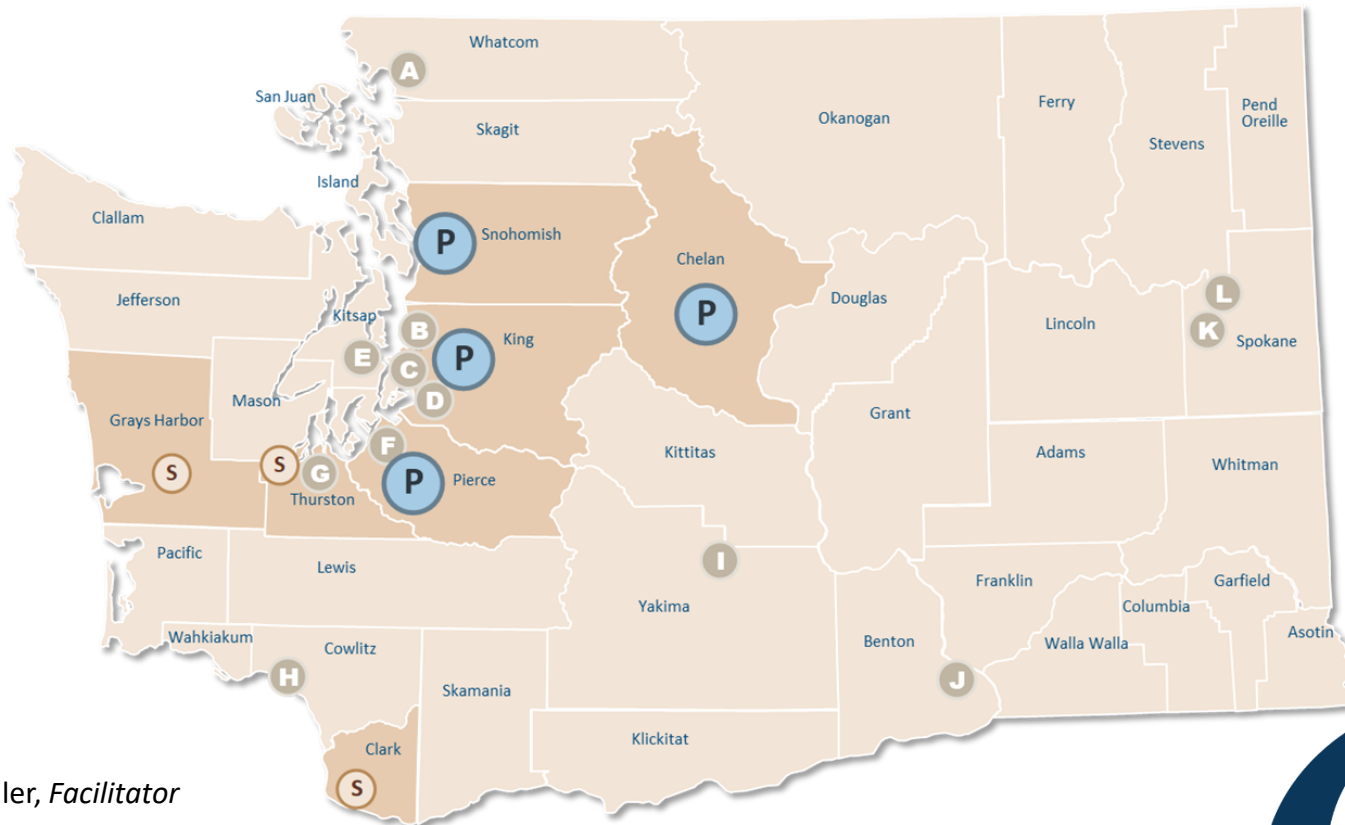 Whatcom
A
San Juan
Skagit
Okanogan
Ferry
Pend
Oreille
Stevens
Island
Clallam
P
Snohomish
Chelan
P
Jefferson
Kitsap
B
King
P
E
C
D
Douglas
Lincoln
L
K
Spokane
Mason
Grays Harbor
S
S
G
Thurston
F
P
Pierce
Kittitas
Grant
Adams
Whitman
Pacific
Lewis
I
Yakima
Franklin
Garfield
Columbia
Wahkiakum
Cowlitz
H
Skamania
Benton
J
Walla Walla
Asotin
Klickitat
Clark
S
ler, Facilitator